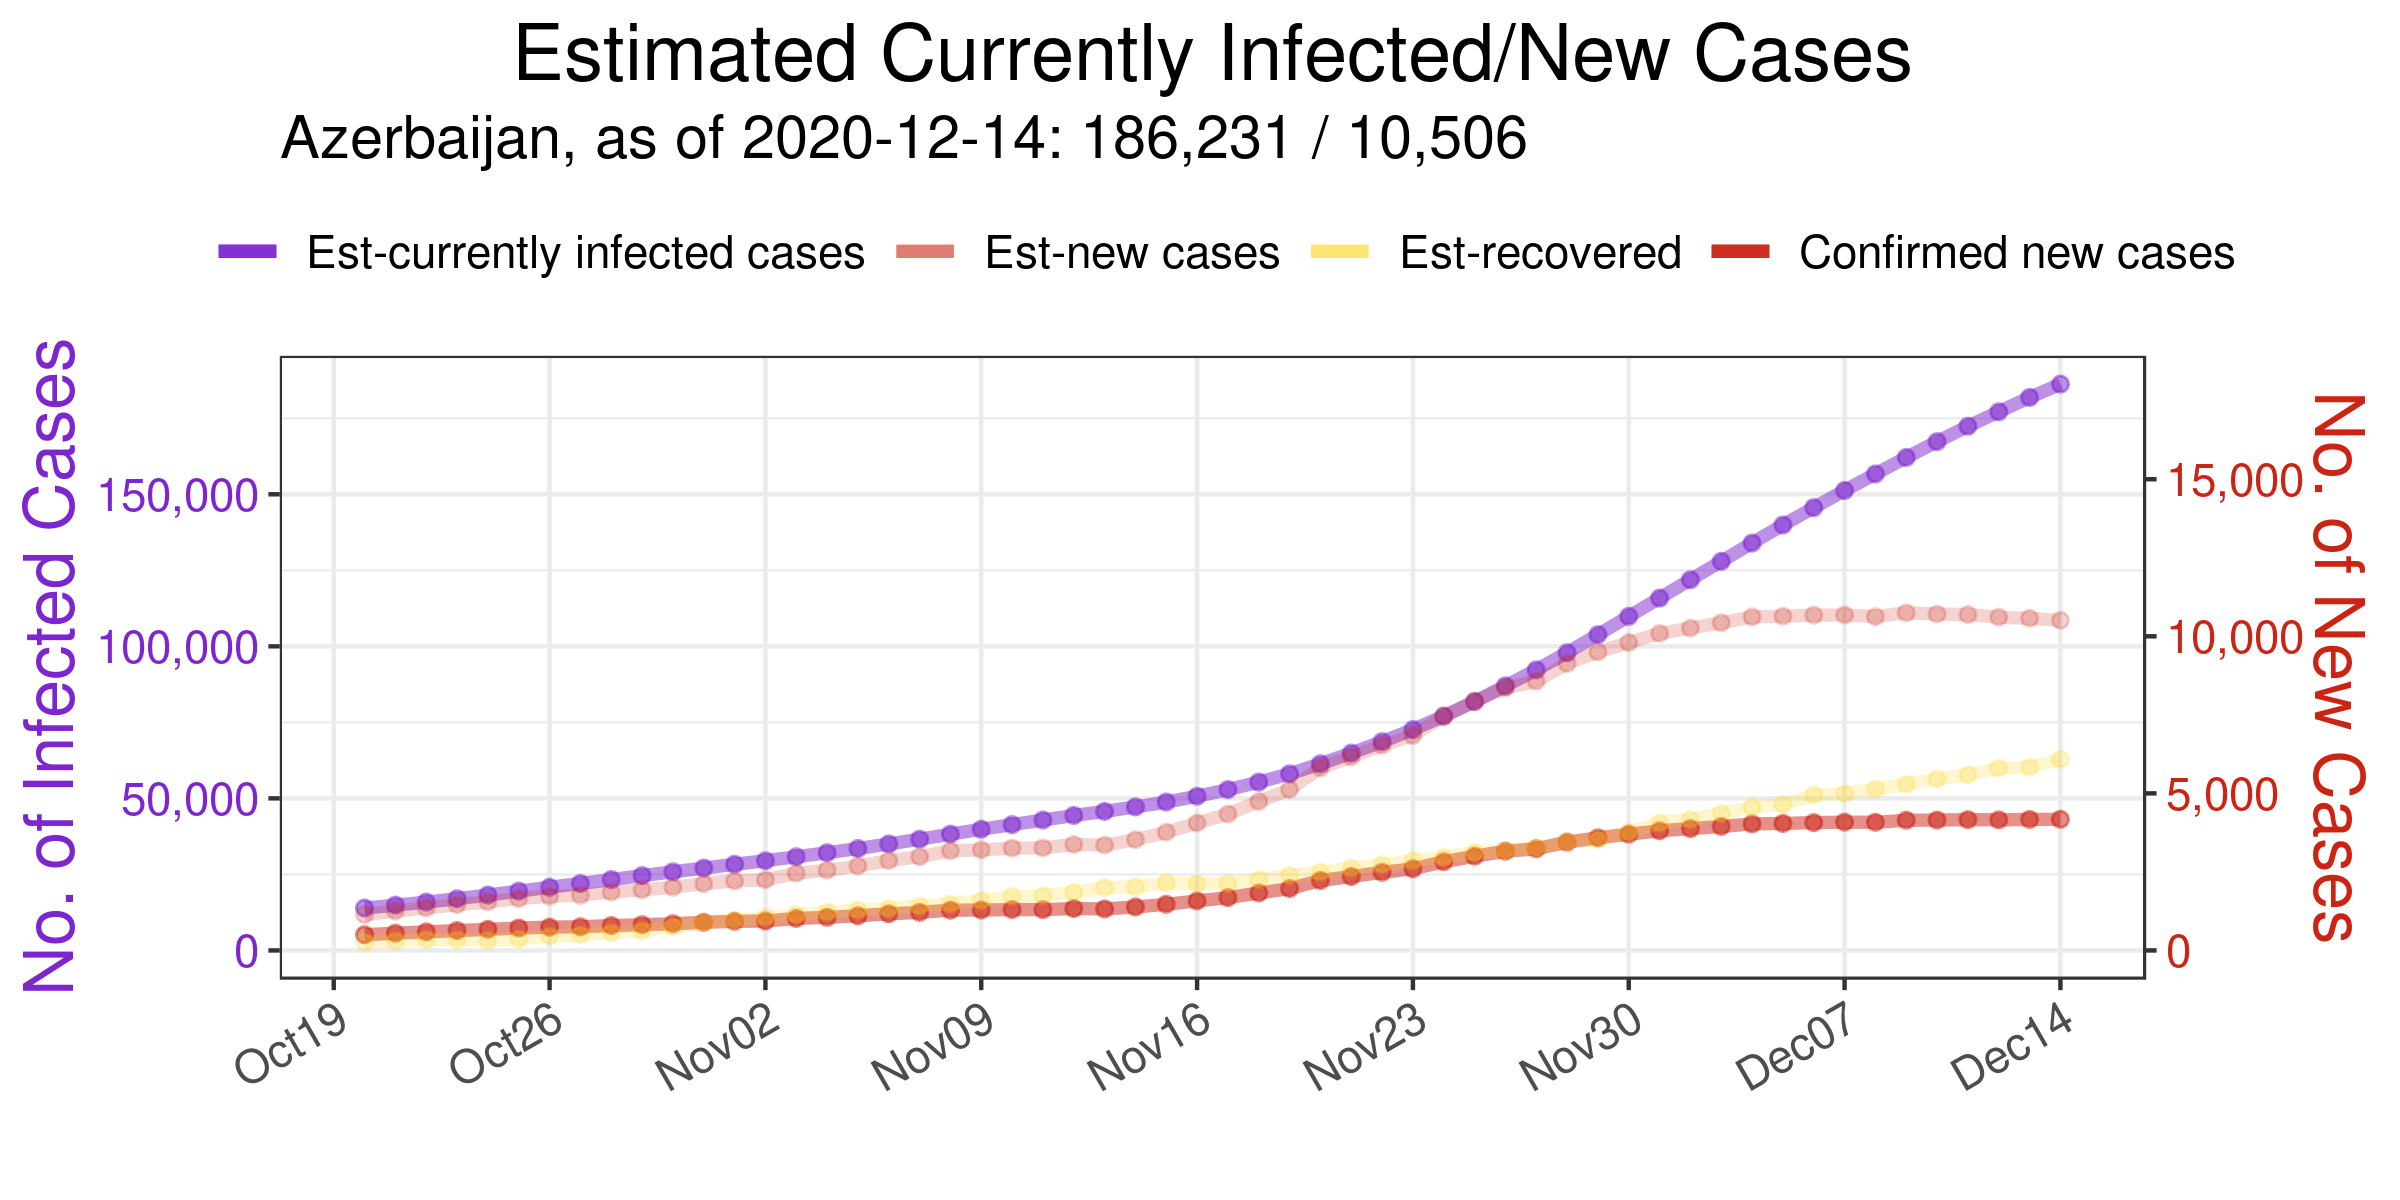 Estimated Currently Infected/New Cases
Azerbaijan, as of 2020-12-14: 186,231 / 10,506
Est-currently infected cases Est-new cases Est-recovered Confirmed new cases
No. of Infected Cases
150,000
100,000
50,000
0
15,000
10,000
5,000
0
No. of New Cases
Oct19 Oct26 Nov02 Nov09 Nov16 Nov23 Nov30 Dec07 Dec14